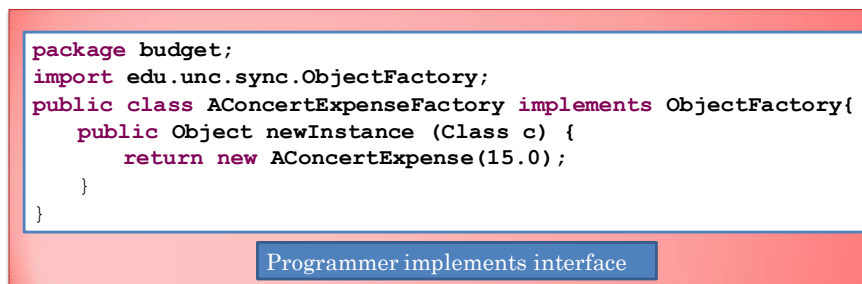 package budget;
import edu.unc.sync.ObjectFactory;
public class AConcertExpenseFactory implements ObjectFactory{
public Object newInstance (Class c) {
return new AConcertExpense(15.0);
}
}
Programmer implements interface